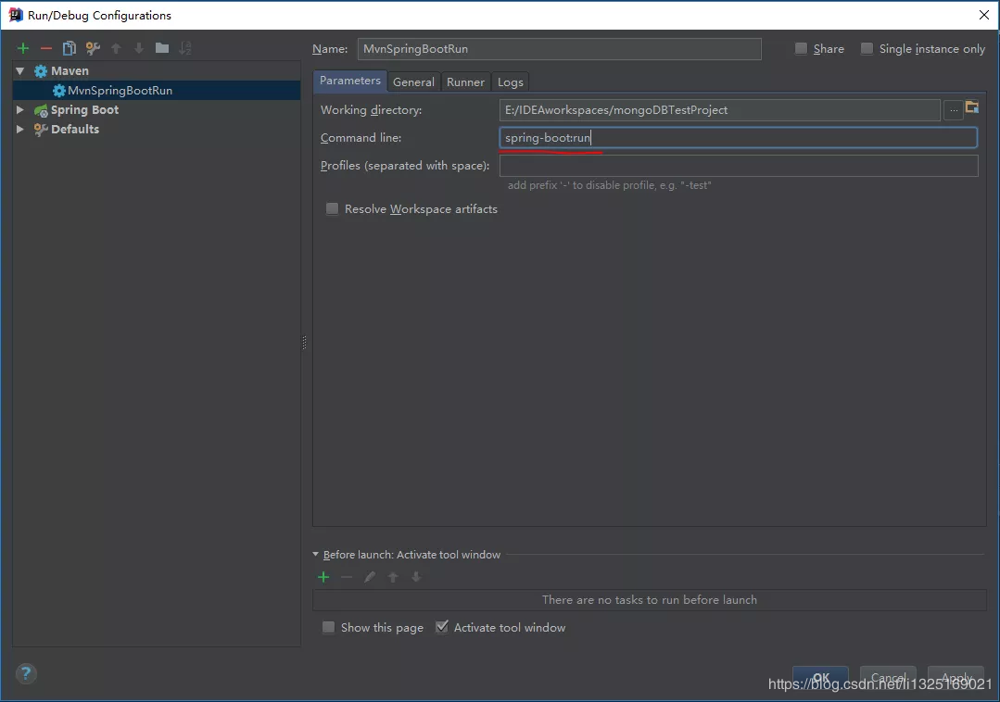 Run/Debug Configurations
Name: MvnSpringBootRun Share Single instance only
Maven
MvnSpringBootRun
Spring Boot
Defaults
Parameters General Runner Logs
Working directory: E:/IDEAworkspaces/mongoDBTestProject ...
Command line: spring-boot:run
Profiles (separated with space):
add prefix '-' to disable profile, e.g. "-test"
Resolve Workspace artifacts
Before launch: Activate tool window
There are no tasks to run before launch
Show this page Activate tool window
? OK Cancel Apply
https://blog.csdn.net/li1325169021